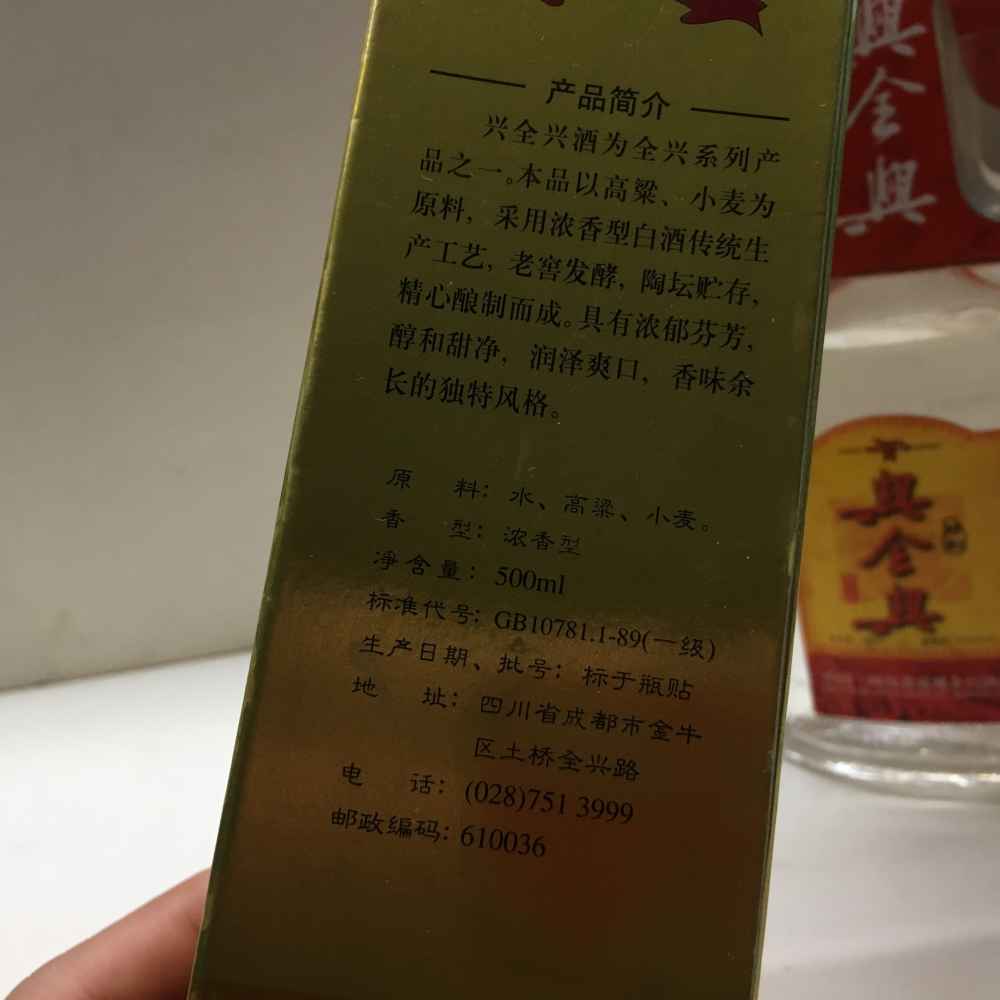 产品简介
兴全兴酒为全兴系列产
品之一。本品以高粱、小麦为
原料，采用浓香型白酒传统生
产工艺，老窖发酵，陶坛贮存，
精心酿制而成。具有浓郁芬芳，
醇和甜净，润泽爽口，香味余
长的独特风格。
原料：水、高粱、小麦。
香型：浓香型
净含量：500ml
标准代号：GB10781.1-89(一级)
生产日期、批号：标于瓶贴
地址：四川省成都市金牛
区土桥全兴路
电话：(028)751 3999
邮政编码：610036
興全興
興全興